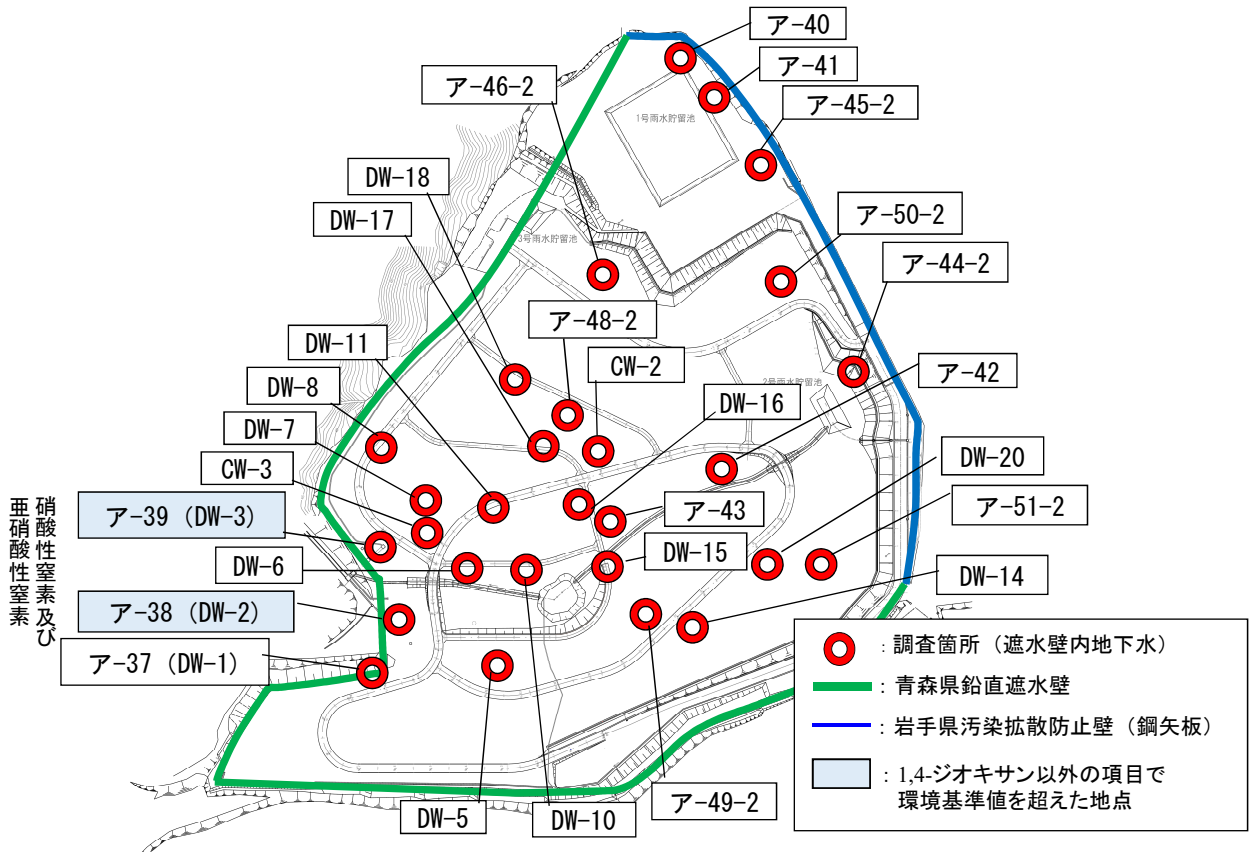 ア-40
ア-41
ア-46-2
ア-45-2
1号雨水貯留池
DW-18
DW-17
ア-50-2
3号雨水貯留池
ア-44-2
ア-48-2
DW-11
CW-2
ア-42
DW-8
2号雨水貯留池
DW-16
DW-7
CW-3
DW-20
硝酸性窒素及び
亜硝酸性窒素
ア-39（DW-3）
ア-43
ア-51-2
DW-6
DW-15
DW-14
ア-38（DW-2）
ア-37（DW-1）
：調査箇所（遮水壁内地下水）
：青森県鉛直遮水壁
：岩手県汚染拡散防止壁（鋼矢板）
：1,4-ジオキサン以外の項目で
環境基準値を超えた地点
ア-49-2
DW-5
DW-10